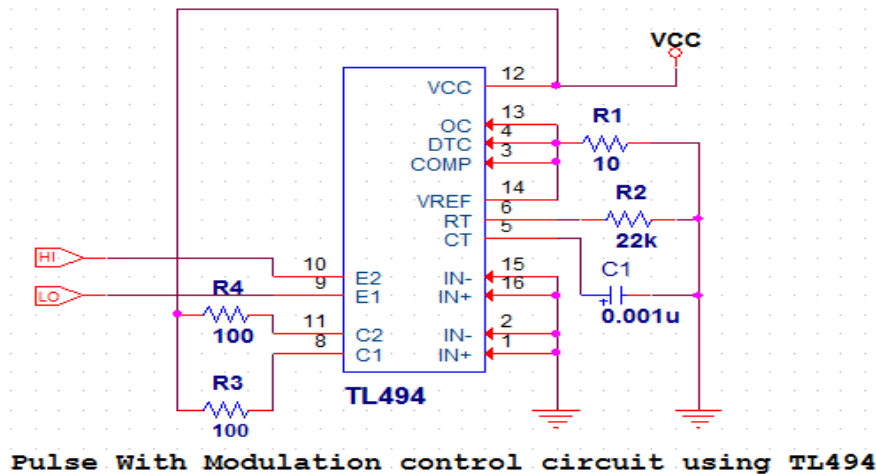 VCC
12
VCC
13
OC
R1
4
DTC
3
COMP
10
14
VREF
R2
6
RT
5
CT
22k
HI
C1
10
15
E2
IN-
9
16
LO
E1
IN+
R4
+
0.001u
11
2
C2
IN-
100
8
1
C1
IN+
R3
TL494
100
Pulse With Modulation control circuit using TL494